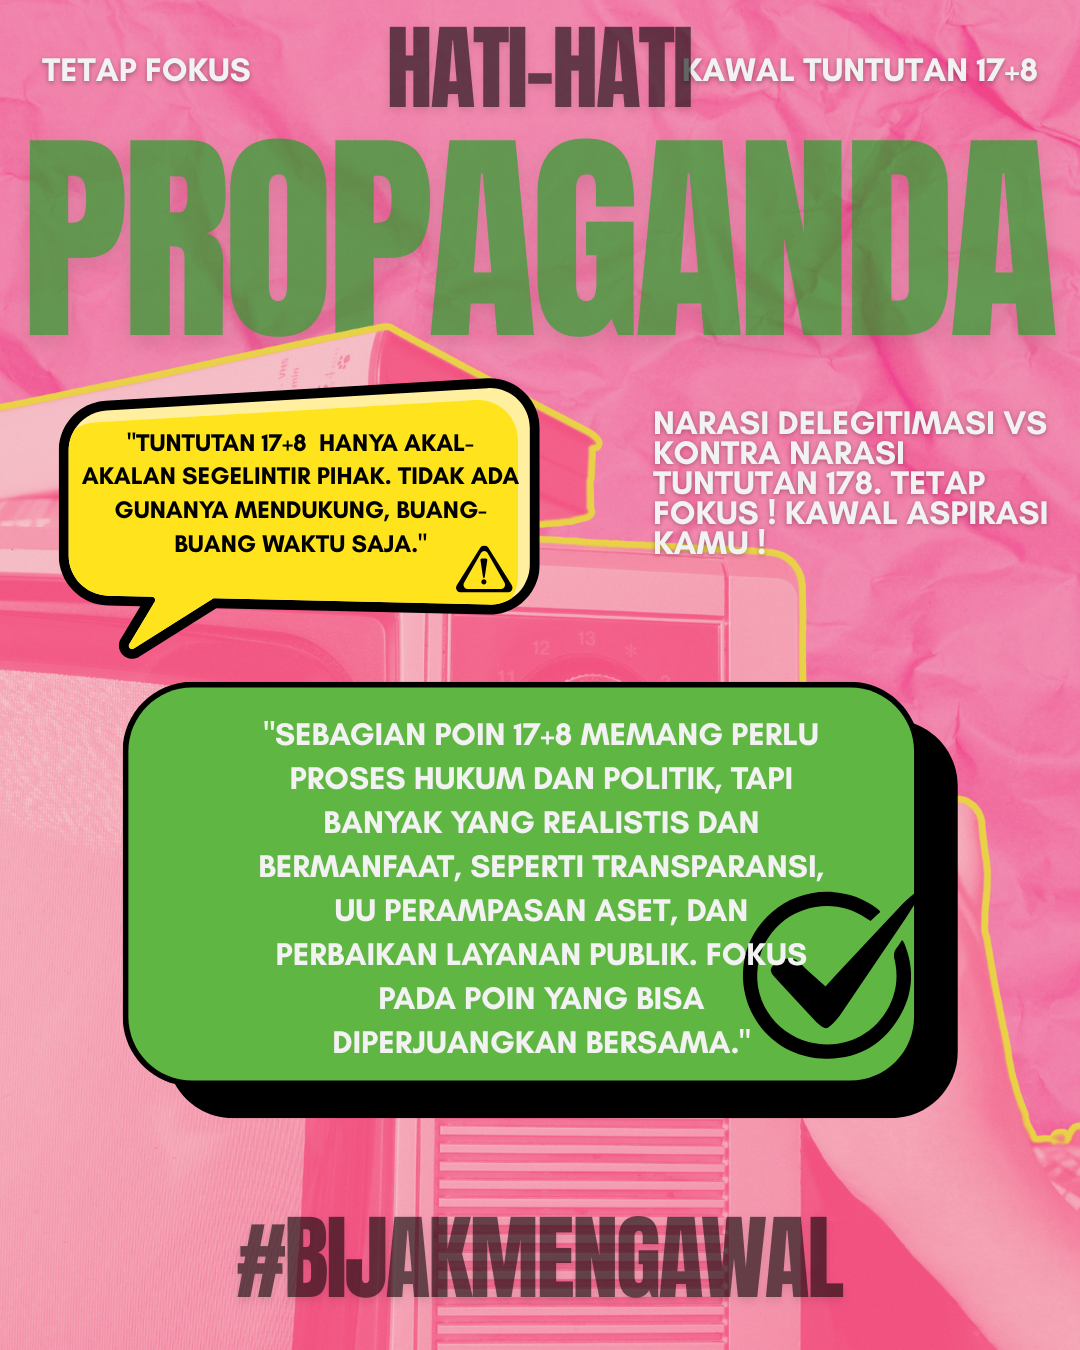 TETAP FOKUS
HATI-HATI
KAWAL TUNTUTAN 17+8
PROPAGANDA
"TUNTUTAN 17+8 HANYA AKAL-
AKALAN SEGELINTIR PIHAK. TIDAK ADA
GUNANYA MENDUKUNG, BUANG-
BUANG WAKTU SAJA."
NARASI DELEGITIMASI VS
KONTRA NARASI
TUNTUTAN 178. TETAP
FOKUS ! KAWAL ASPIRASI
KAMU !
12 13
11
"SEBAGIAN POIN 17+8 MEMANG PERLU
PROSES HUKUM DAN POLITIK, TAPI
BANYAK YANG REALISTIS DAN
BERMANFAAT, SEPERTI TRANSPARANSI,
UU PERAMPASAN ASET, DAN
PERBAIKAN LAYANAN PUBLIK. FOKUS
PADA POIN YANG BISA
DIPERJUANGKAN BERSAMA."
#BIJAKMENGAWAL